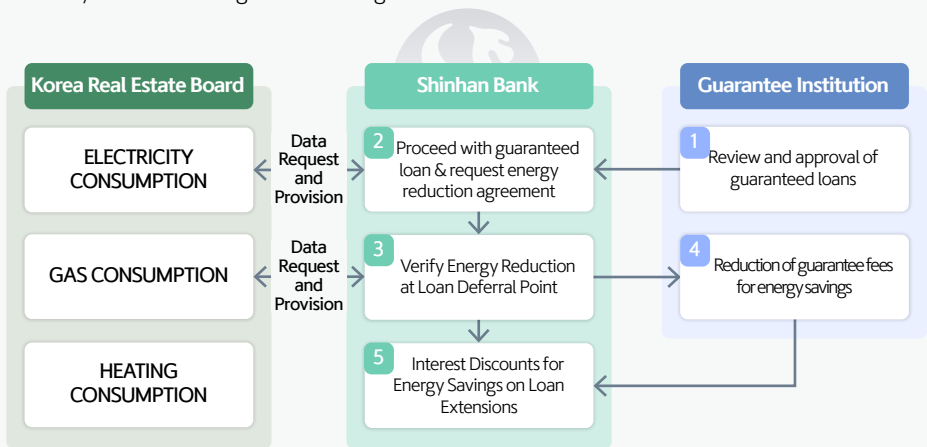 Korea Real Estate Board
ELECTRICITY
CONSUMPTION
GAS CONSUMPTION
HEATING
CONSUMPTION
Data
Request
and
Provision
Data
Request
and
Provision
Shinhan Bank
2
Proceed with guaranteed
loan & request energy
reduction agreement
3
Verify Energy Reduction
at Loan Deferral Point
5
Interest Discounts for
Energy Savings on Loan
Extensions
Guarantee Institution
1
Review and approval of
guaranteed loans
4
Reduction of guarantee fees
for energy savings